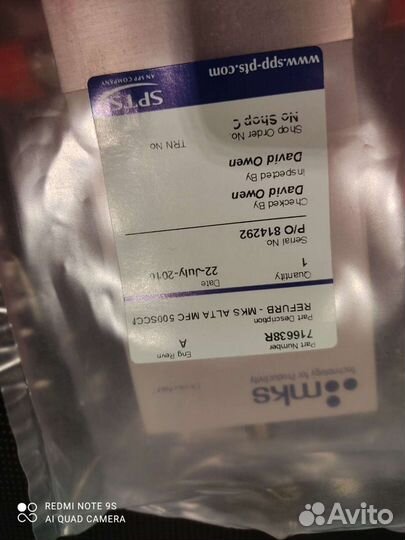 www.spp-pts.com
SPTS
AN SPP COMPANY
mks
Technology for Productivity
Part Number
Eng Revn
716638R
A
Part Description
REFURB - MKS ALTA MFC 500SCCM
Quantity
Date
1
22-July-2010
Serial No
P/O 814292
Checked By
David Owen
Inspected By
David Owen
Shop Order No.
TRN No
No Shop O
REDMI NOTE 9S
AI QUAD CAMERA
Avito